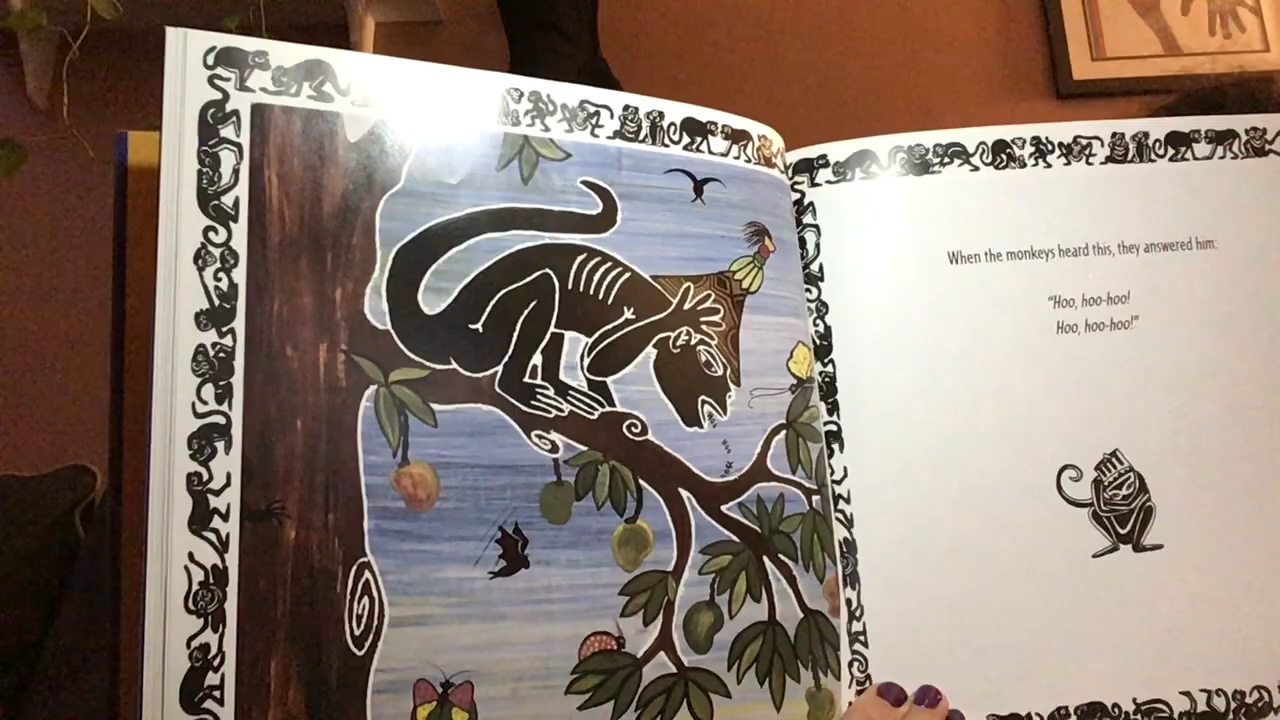 When the monkeys heard this, they answered him:
“Hoo, hoo-hoo!
Hoo, hoo-hoo!”